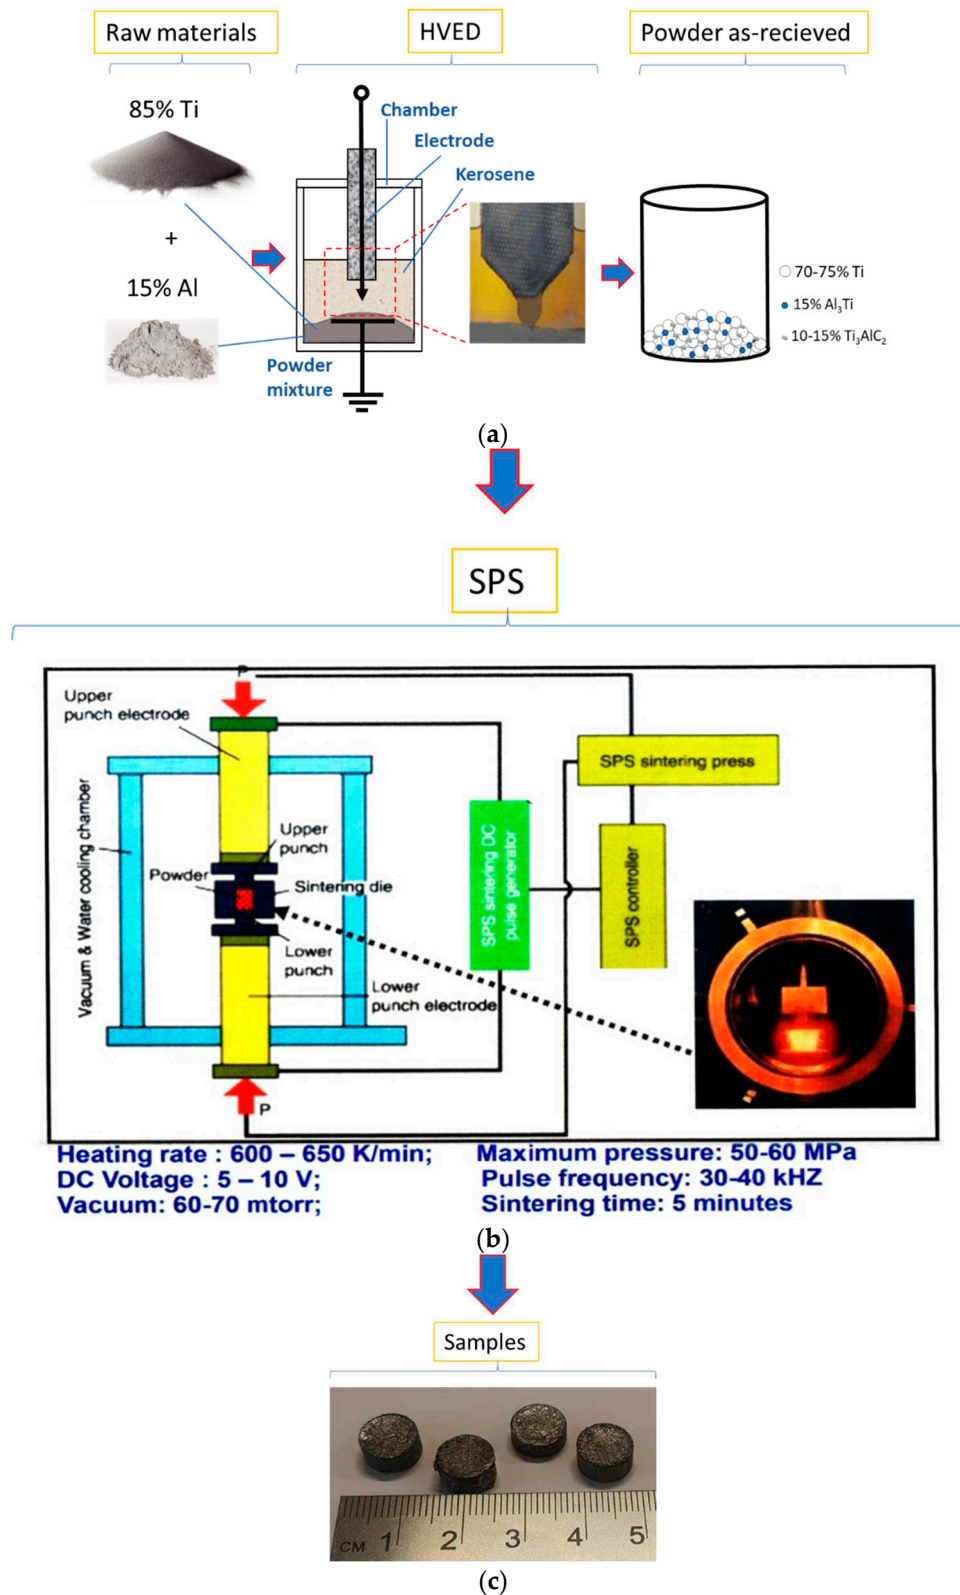 Raw materials
HVED
Powder as-recieved
85% Ti
+
15% Al
Chamber
Electrode
Kerosene
Powder
mixture
70-75% Ti
15% Al₃Ti
10-15% Ti₃AlC₂
(a)
SPS
P
Upper
punch electrode
Vacuum & Water cooling chamber
Upper
punch
Powder
Sintering die
Lower
punch
Lower
punch electrode
P
SPS sintering DC
pulse generator
SPS sintering press
SPS controller
Heating rate : 600 – 650 K/min;
Maximum pressure: 50-60 MPa
DC Voltage : 5 – 10 V;
Pulse frequency: 30-40 kHZ
Vacuum: 60-70 mtorr;
Sintering time: 5 minutes
(b)
Samples
CM 1 2 3 4 5
(c)